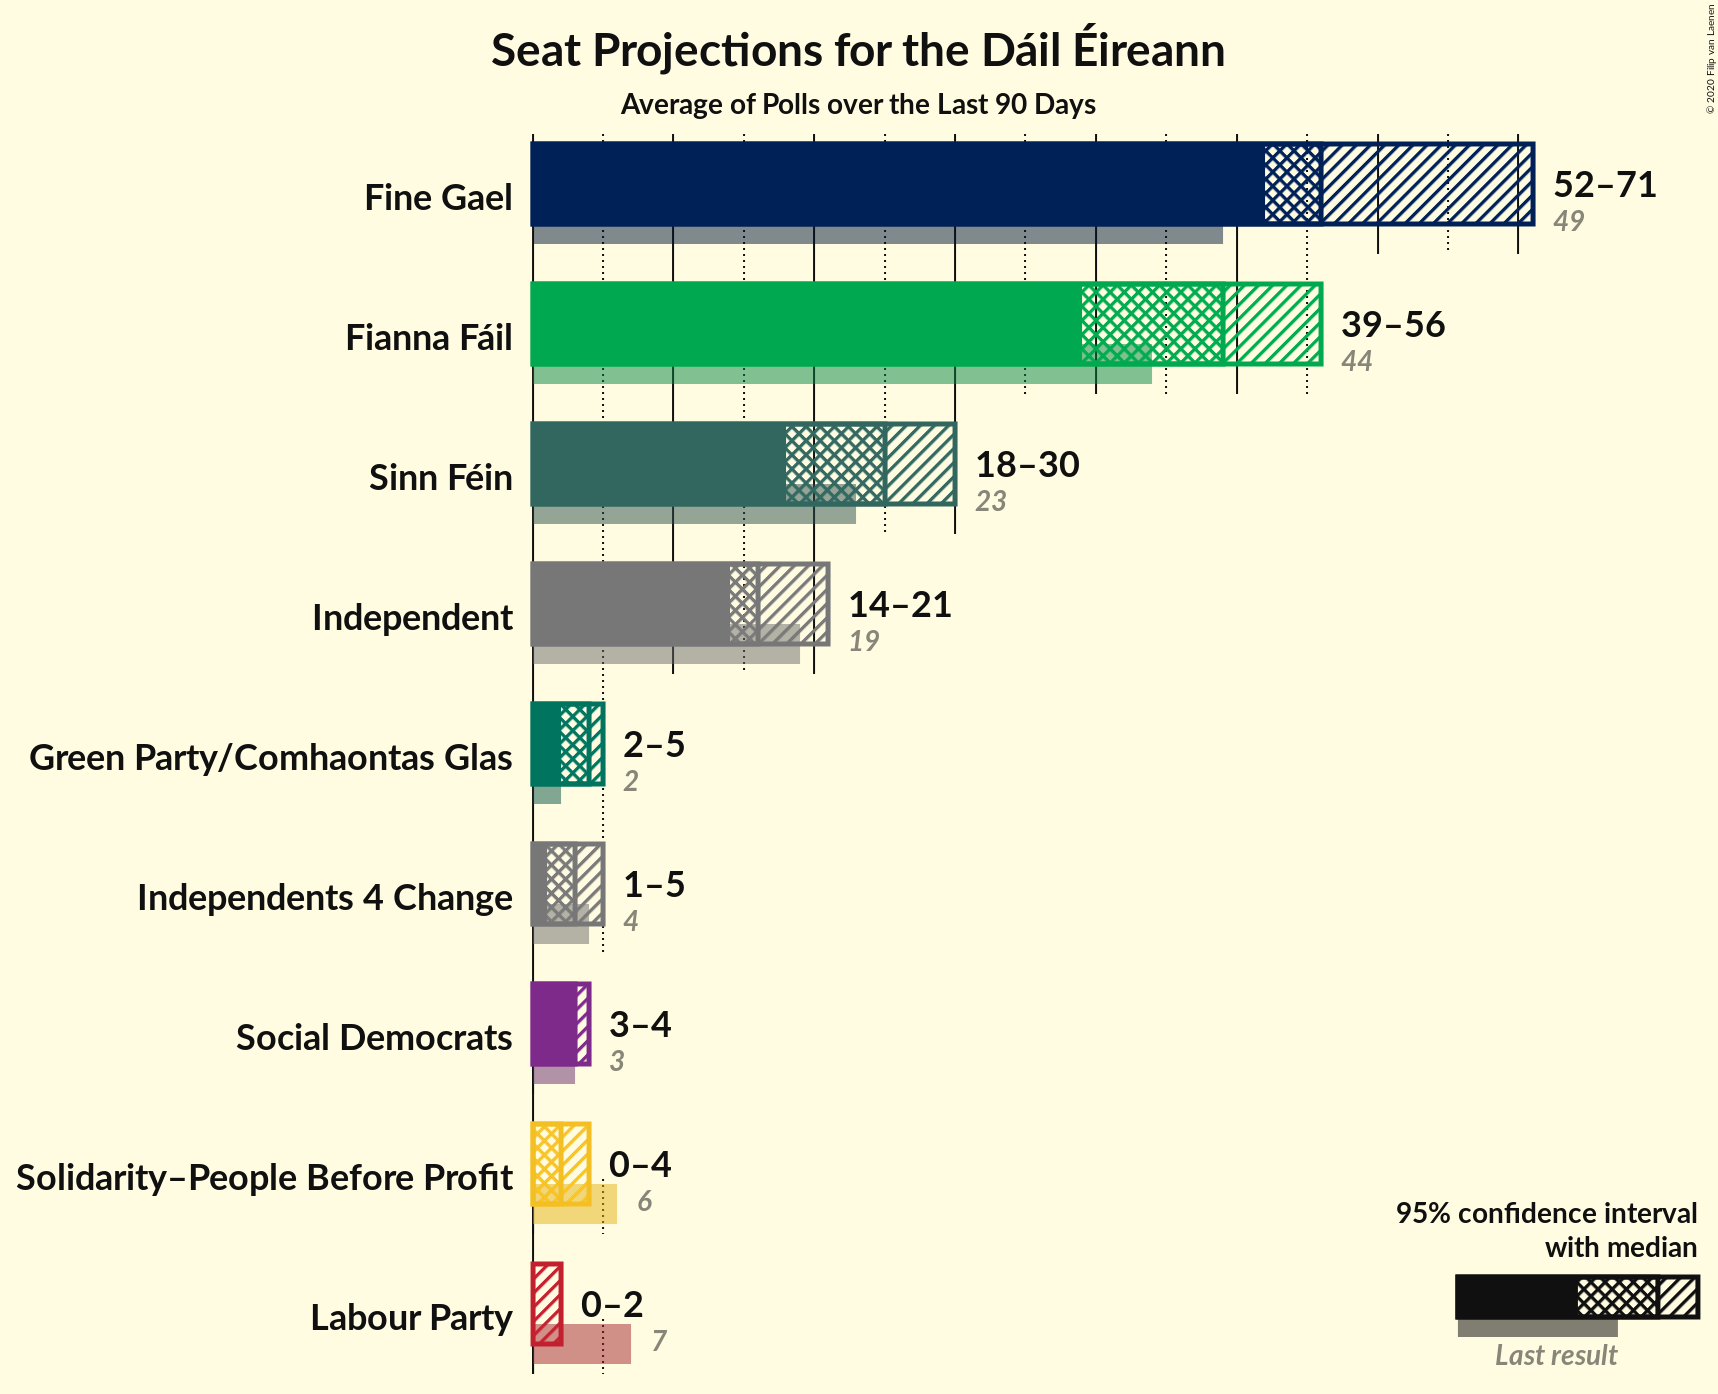 Seat Projections for the Dáil Éireann
Average of Polls over the Last 90 Days
© 2020 Filip van Laenen
Fine Gael
52–71
49
Fianna Fáil
39–56
44
Sinn Féin
18–30
23
Independent
14–21
19
Green Party/Comhaontas Glas
2–5
2
Independents 4 Change
1–5
4
Social Democrats
3–4
3
Solidarity–People Before Profit
0–4
6
Labour Party
0–2
7
95% confidence interval
with median
Last result